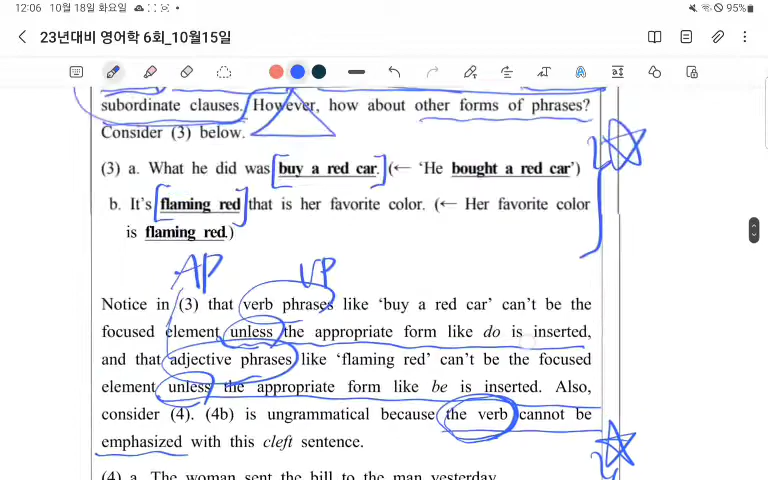 12:06 10월 18일 화요일
95%
23년대비 영어학 6회_10월15일
subordinate clauses. However, how about other forms of phrases?
Consider (3) below.
(3) a. What he did was buy a red car. (← ‘He bought a red car’)
b. It's flaming red that is her favorite color. (← Her favorite color
is flaming red.)
AP VP
Notice in (3) that verb phrases like ‘buy a red car’ can’t be the
focused element unless the appropriate form like do is inserted,
and that adjective phrases like ‘flaming red’ can’t be the focused
element unless the appropriate form like be is inserted. Also,
consider (4). (4b) is ungrammatical because the verb cannot be
emphasized with this cleft sentence.
(4) a. The woman sent the bill to the man yesterday.